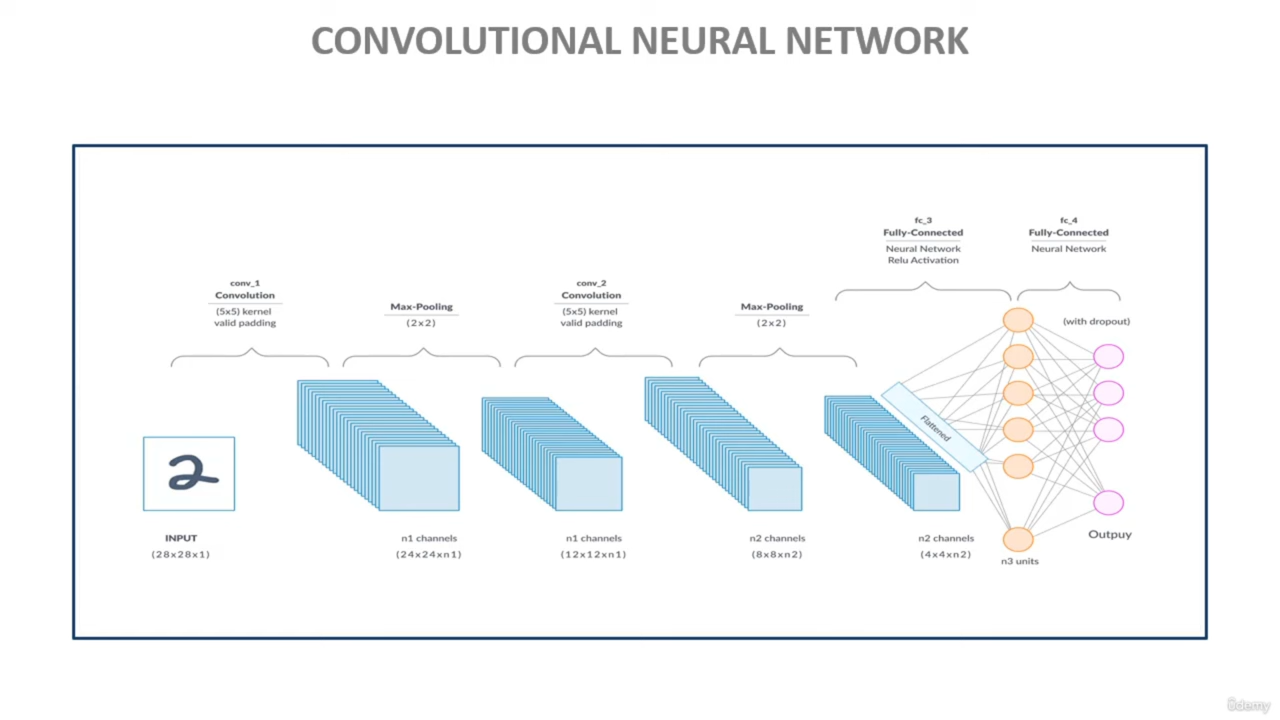 CONVOLUTIONAL NEURAL NETWORK
conv_1
Convolution
(5x5) kernel
valid padding
Max-Pooling
(2x2)
conv_2
Convolution
(5x5) kernel
valid padding
Max-Pooling
(2x2)
fc_3
Fully-Connected
Neural Network
Relu Activation
fc_4
Fully-Connected
Neural Network
(with dropout)
2
Flattened
INPUT
(28x28x1)
n1 channels
(24x24xn1)
n1 channels
(12x12xn1)
n2 channels
(8x8xn2)
n2 channels
(4x4xn2)
n3 units
Outpuy
ûdemy